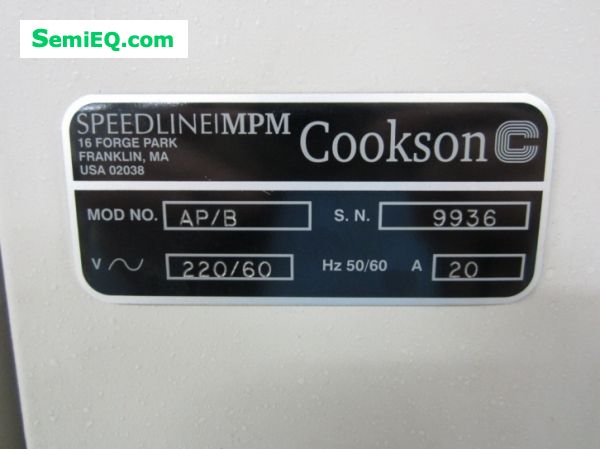 SemiEQ.com
SPEEDLINE|MPM
16 FORGE PARK
FRANKLIN, MA
USA 02038
Cookson
MOD NO. AP/B S. N. 9936
V 220/60 Hz 50/60 A 20